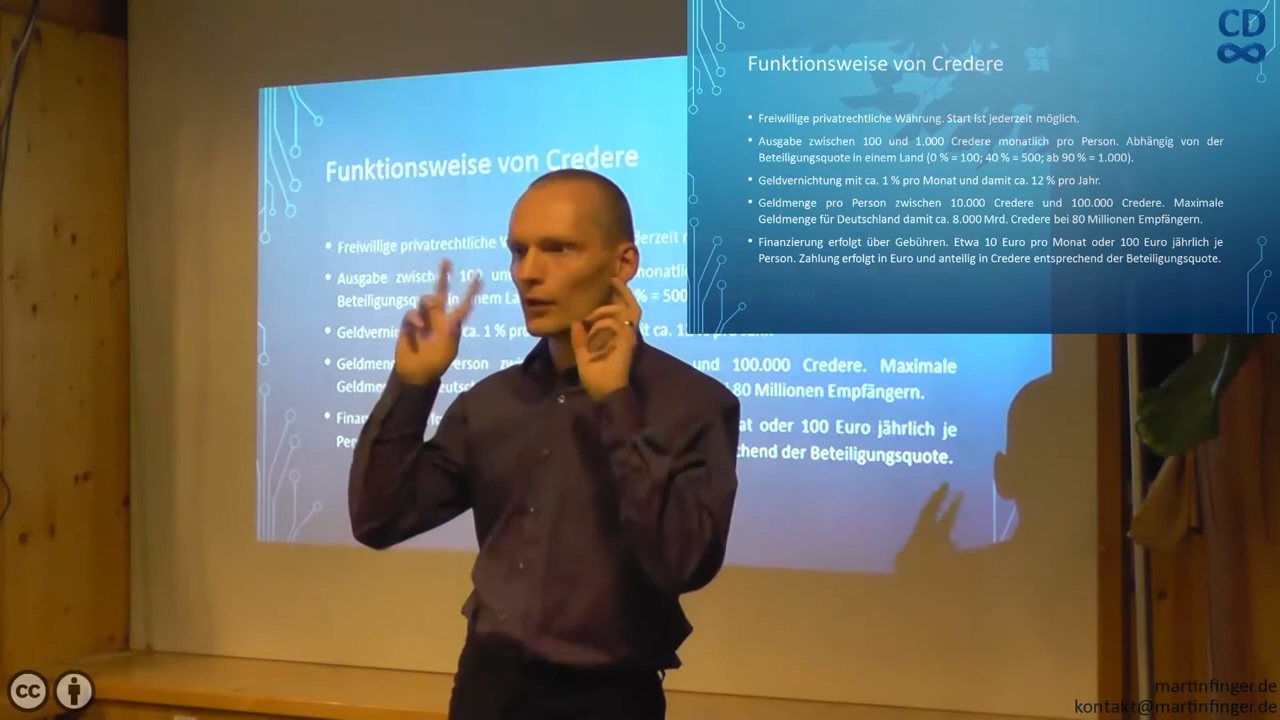 CD
Funktionsweise von Credere
• Freiwillige privatrechtliche Währung. Start ist jederzeit möglich.
• Ausgabe zwischen 100 und 1.000 Credere monatlich pro Person. Abhängig von der
Beteiligungsquote in einem Land (0 % = 100; 40 % = 500; ab 90 % = 1.000).
• Geldvernichtung mit ca. 1 % pro Monat und damit ca. 12 % pro Jahr.
• Geldmenge pro Person zwischen 10.000 Credere und 100.000 Credere. Maximale
Geldmenge für Deutschland damit ca. 8.000 Mrd. Credere bei 80 Millionen Empfängern.
• Finanzierung erfolgt über Gebühren. Etwa 10 Euro pro Monat oder 100 Euro jährlich je
Person. Zahlung erfolgt in Euro und anteilig in Credere entsprechend der Beteiligungsquote.
Funktionsweise von Credere
• Freiwillige privatrechtliche
• Ausgabe 100
= 500
• ca. 1 %
und 100.000 Credere. Maximale
80 Millionen Empfängern.
oder 100 Euro jährlich je
der Beteiligungsquote.
cc
martinfinger.de
kontakt@martinfinger.de